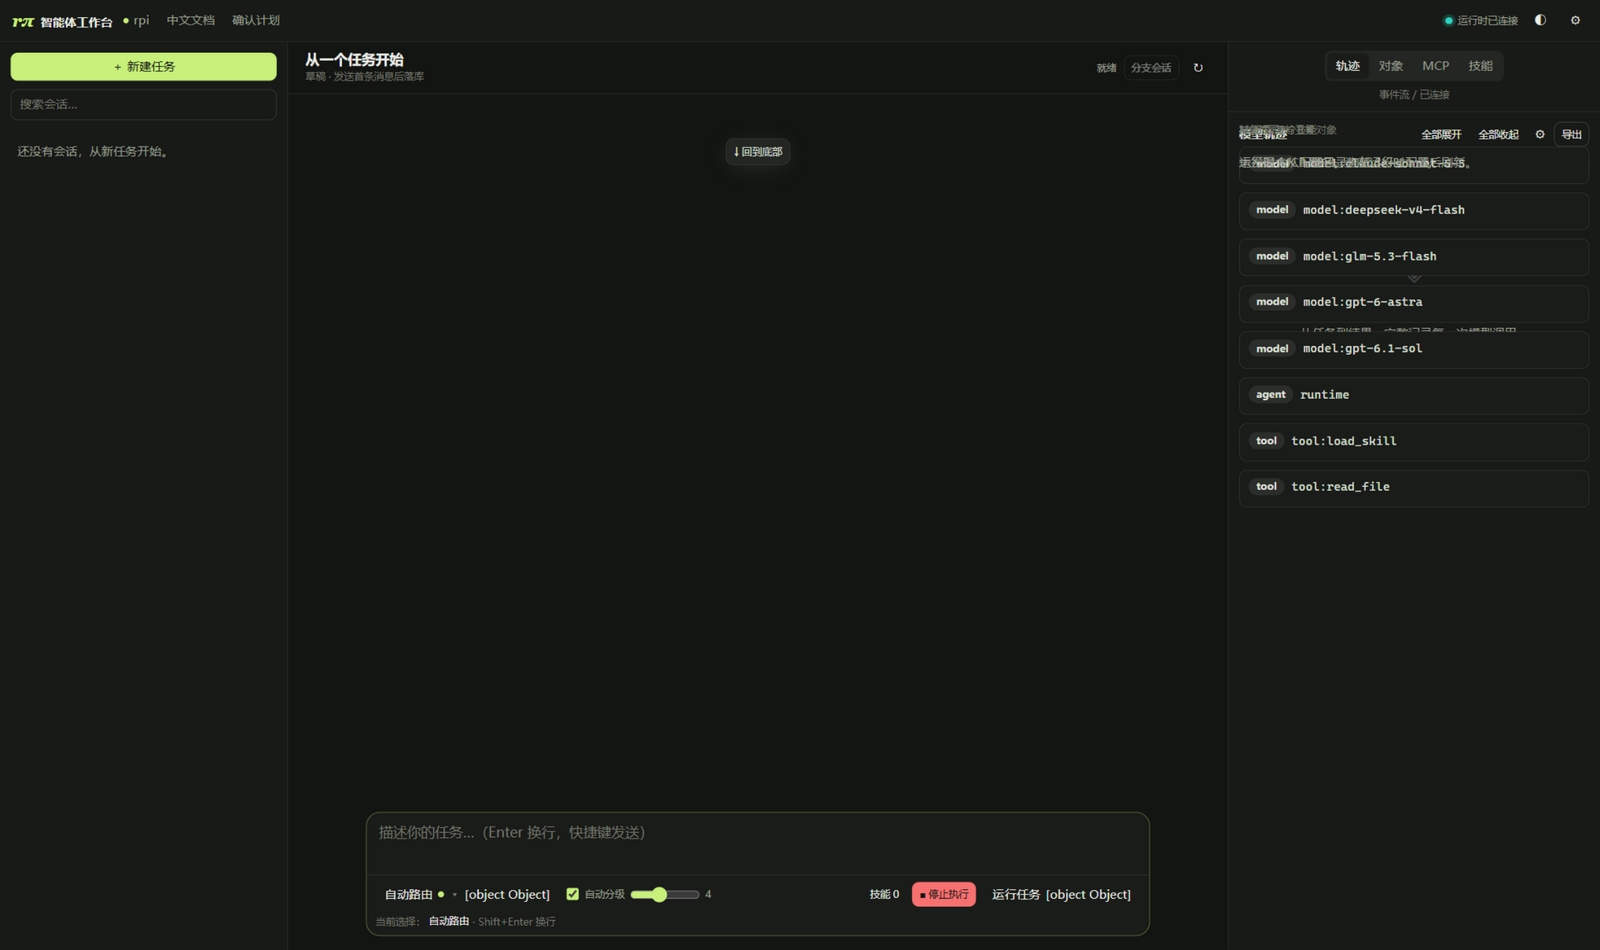 rπ 智能体工作台 rpi 中文文档 确认计划
运行时已连接
+ 新建任务
搜索会话...
还没有会话，从新任务开始。
从一个任务开始
草稿 · 发送首条消息后落库
就绪 分支会话 ↻
↓回到底部
描述你的任务... （Enter 换行，快捷键发送）
自动路由 [object Object] 自动分级 4
技能 0 停止执行 运行任务 [object Object]
当前选择： 自动路由 · Shift+Enter 换行
轨迹 对象 MCP 技能
事件流 / 已连接
模型轨迹 全部展开 全部收起 导出
model
model model:deepseek-v4-flash
model model:glm-5.3-flash
model model:gpt-6-astra
model model:gpt-6.1-sol
agent runtime
tool tool:load_skill
tool tool:read_file